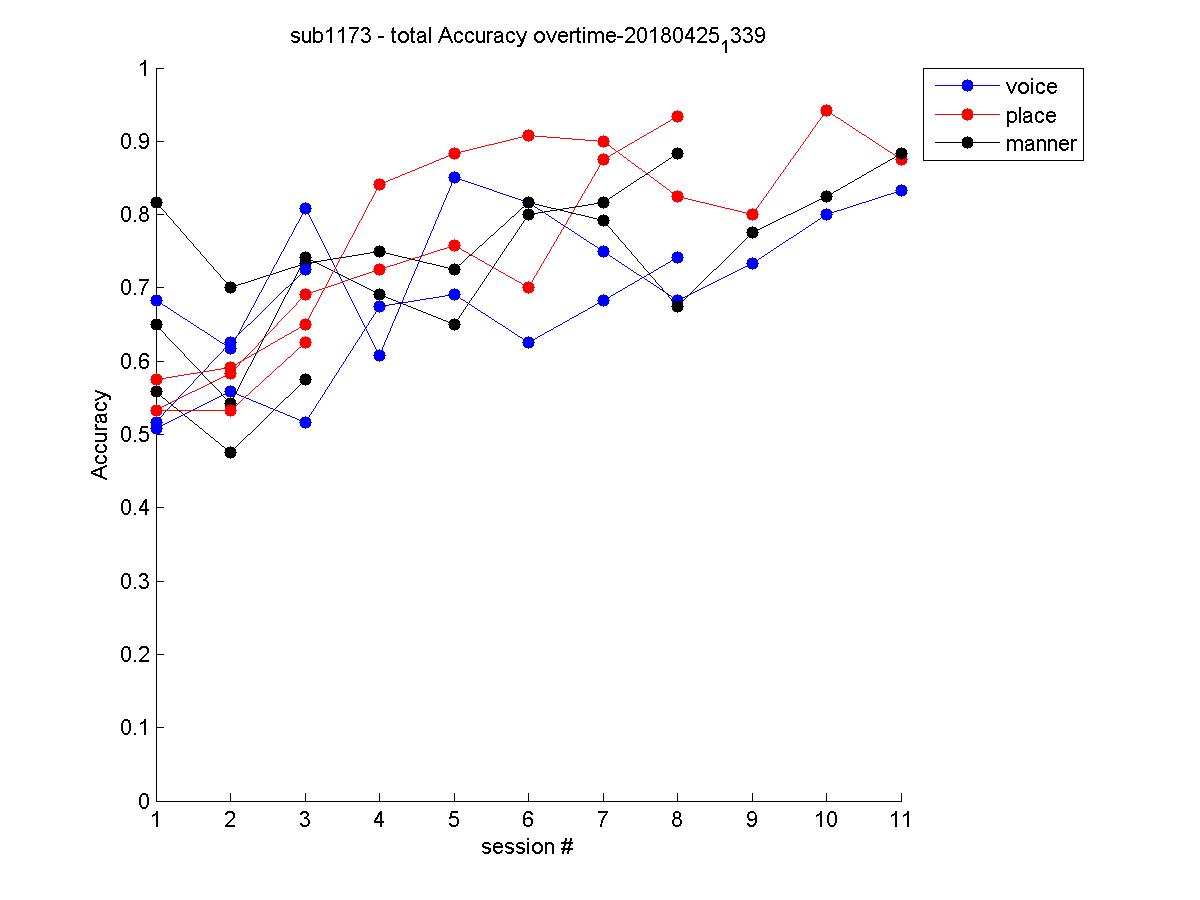 sub1173 - total Accuracy overtime-20180425₁339
voice
place
manner
Accuracy
1
0.9
0.8
0.7
0.6
0.5
0.4
0.3
0.2
0.1
0
1 2 3 4 5 6 7 8 9 10 11
session #